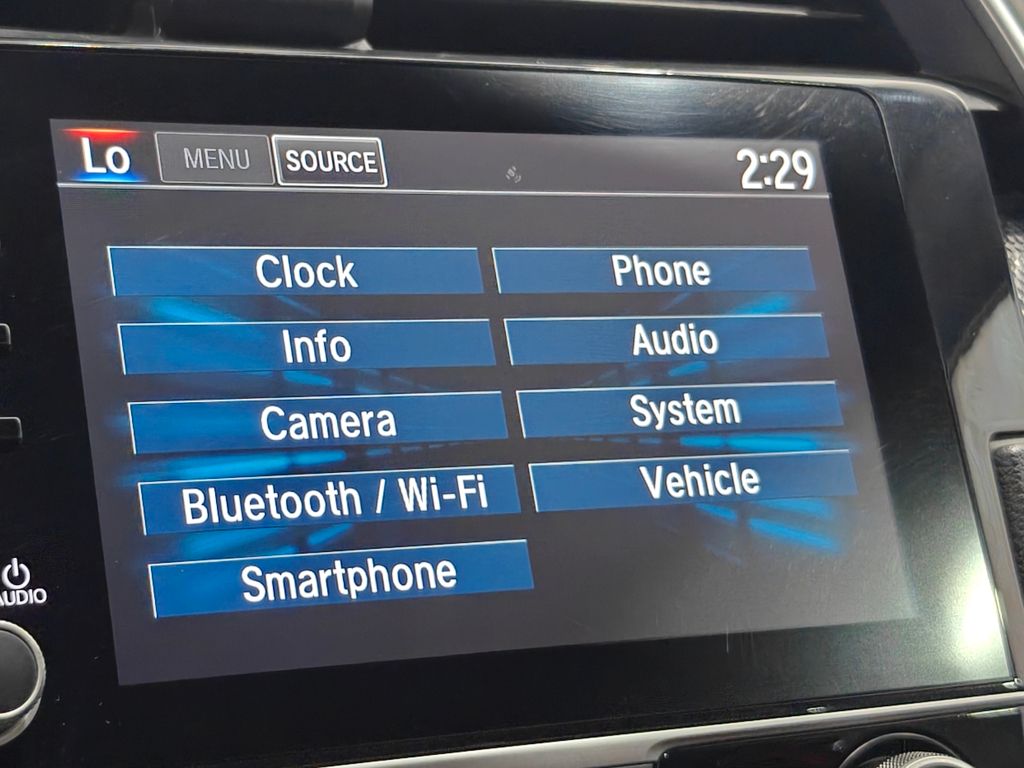 Lo MENU SOURCE 2:29
Clock Phone
Info Audio
Camera System
Bluetooth / Wi-Fi Vehicle
Smartphone
AUDIO